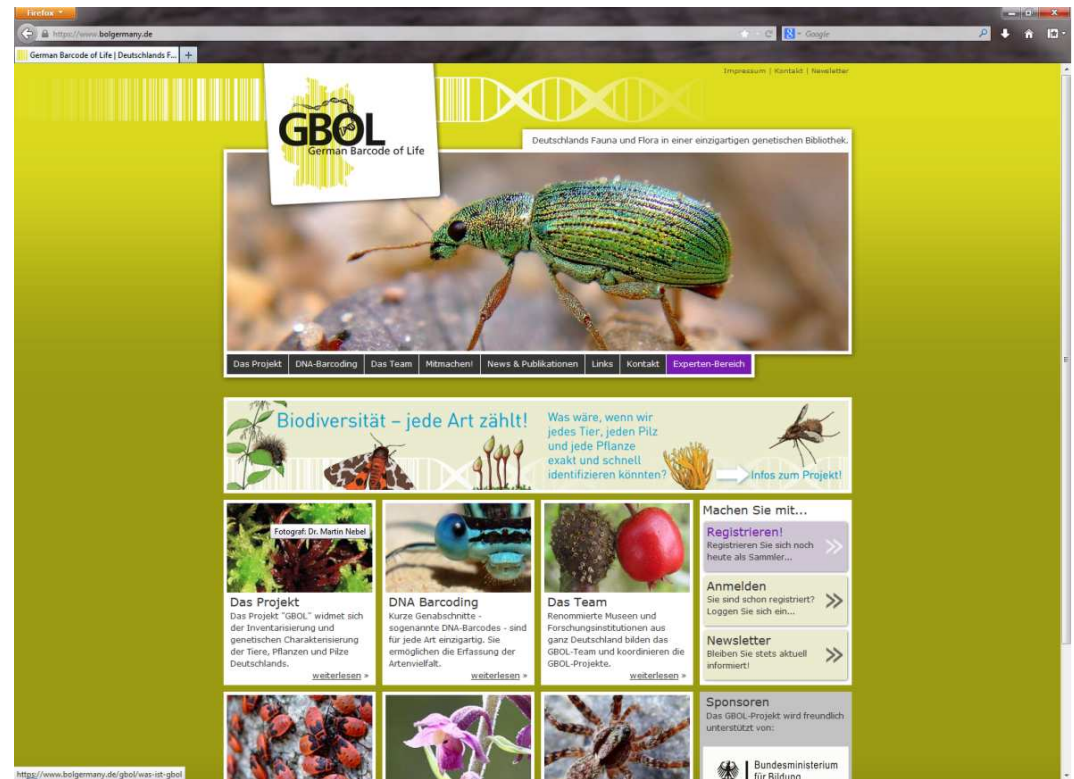 Firefox
https://www.bolgermany.de
Google
German Barcode of Life | Deutschlands F...
Impressum | Kontakt | Newsletter
GBOL
German Barcode of Life
Deutschlands Fauna und Flora in einer einzigartigen genetischen Bibliothek.
Das Projekt
DNA-Barcoding
Das Team
Mitmachen!
News & Publikationen
Links
Kontakt
Experten-Bereich
Biodiversität – jede Art zählt!
Was wäre, wenn wir
jedes Tier, jeden Pilz
und jede Pflanze
exakt und schnell
identifizieren könnten?
Infos zum Projekt!
Fotograf: Dr. Martin Nebel
Das Projekt
Das Projekt "GBOL" widmet sich
der Inventarisierung und
genetischen Charakterisierung
der Tiere, Pflanzen und Pilze
Deutschlands.
weiterlesen »
DNA Barcoding
Kurze Genabschnitte -
sogenannte DNA-Barcodes - sind
für jede Art einzigartig. Sie
ermöglichen die Erfassung der
Artenvielfalt.
weiterlesen »
Das Team
Renommierte Museen und
Forschungsinstitutionen aus
ganz Deutschland bilden das
GBOL-Team und koordinieren die
GBOL-Projekte.
weiterlesen »
Machen Sie mit...
Registrieren!
Registrieren Sie sich noch
heute als Sammler...
Anmelden
Sie sind schon registriert?
Loggen Sie sich ein...
Newsletter
Bleiben Sie stets aktuell
informiert!
Sponsoren
Das GBOL-Projekt wird freundlich
unterstützt von:
Bundesministerium
für Bildung
https://www.bolgermany.de/gbol/was-ist-gbol